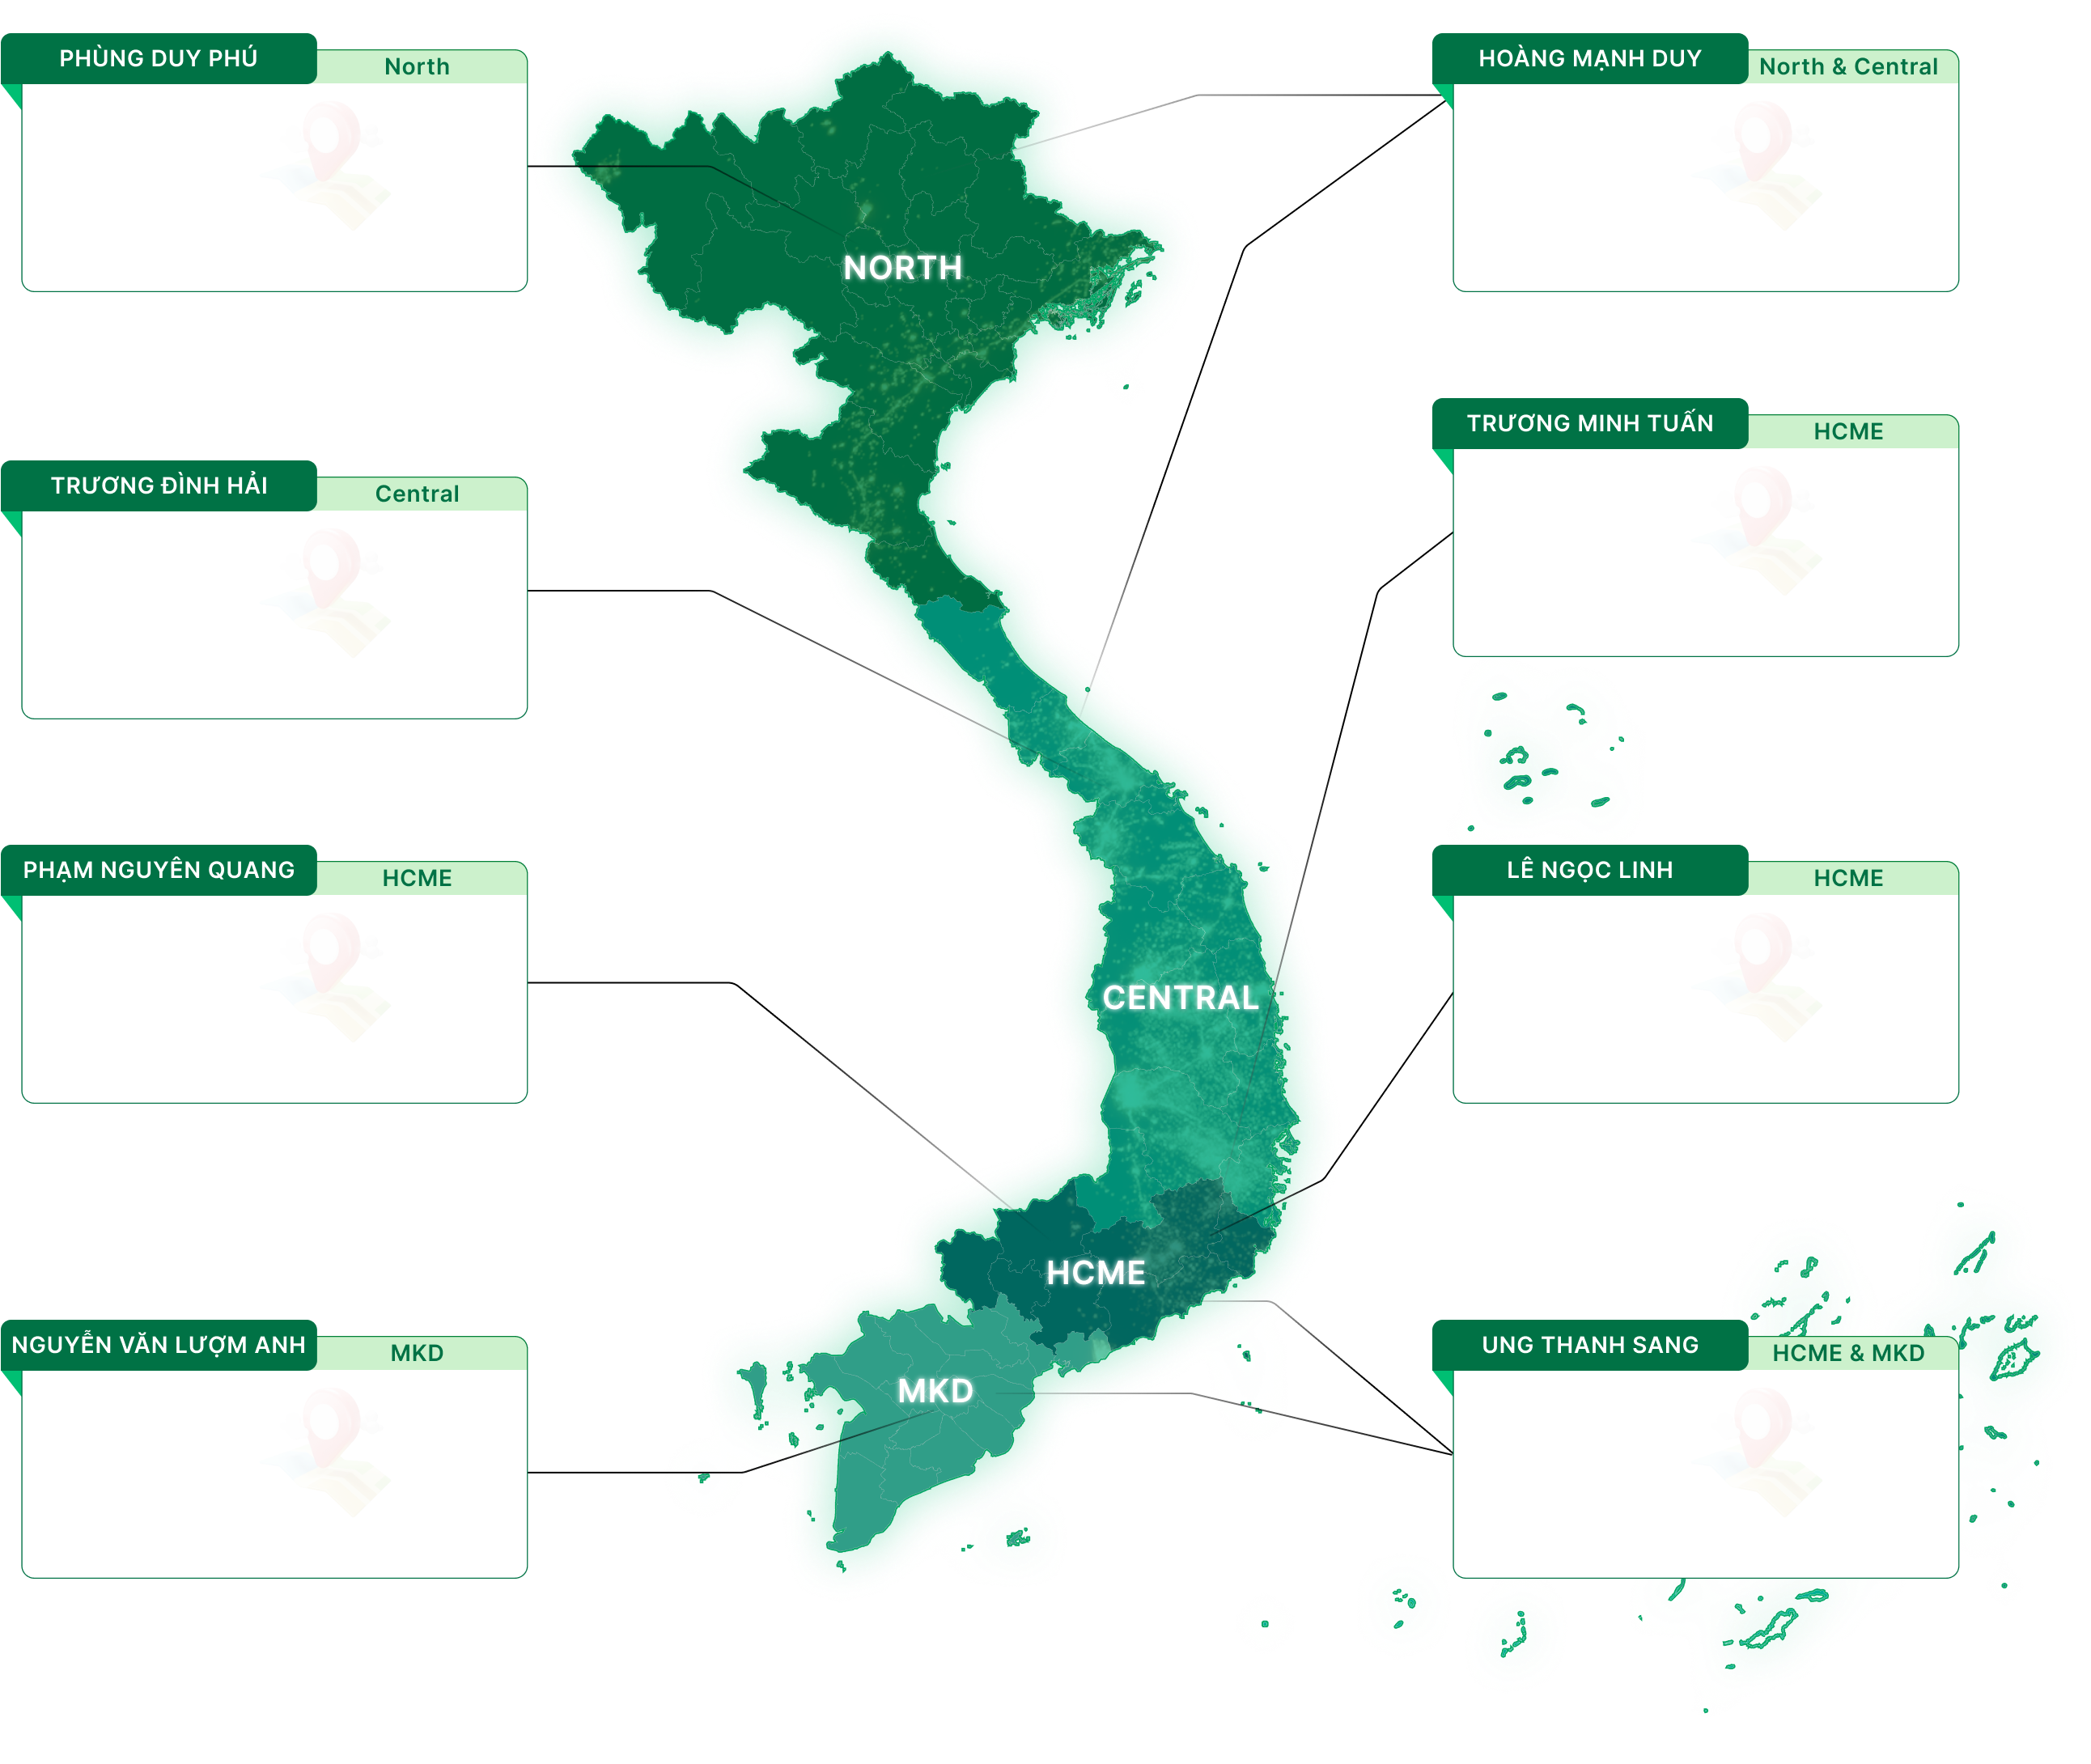 PHÙNG DUY PHÚ
North
HOÀNG MẠNH DUY
North & Central
NORTH
TRƯƠNG MINH TUẤN
HCME
TRƯƠNG ĐÌNH HẢI
Central
PHẠM NGUYÊN QUANG
HCME
LÊ NGỌC LINH
HCME
CENTRAL
HCME
NGUYỄN VĂN LƯỢM ANH
MKD
UNG THANH SANG
HCME & MKD
MKD